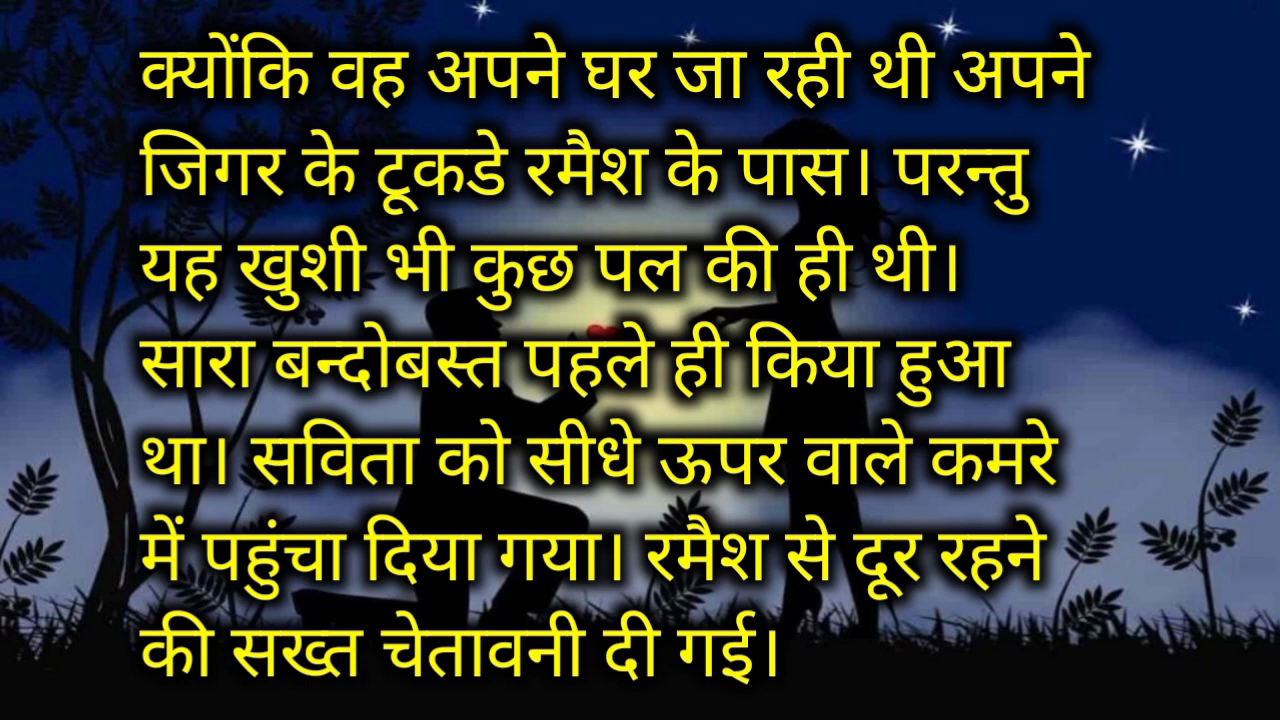 क्योंकि वह अपने घर जा रही थी अपने
जिगर के टूकडे रमैश के पास। परन्तु
यह खुशी भी कुछ पल की ही थी।
सारा बन्दोबस्त पहले ही किया हुआ
था। सविता को सीधे ऊपर वाले कमरे
में पहुंचा दिया गया। रमैश से दूर रहने
की सख्त चेतावनी दी गई।